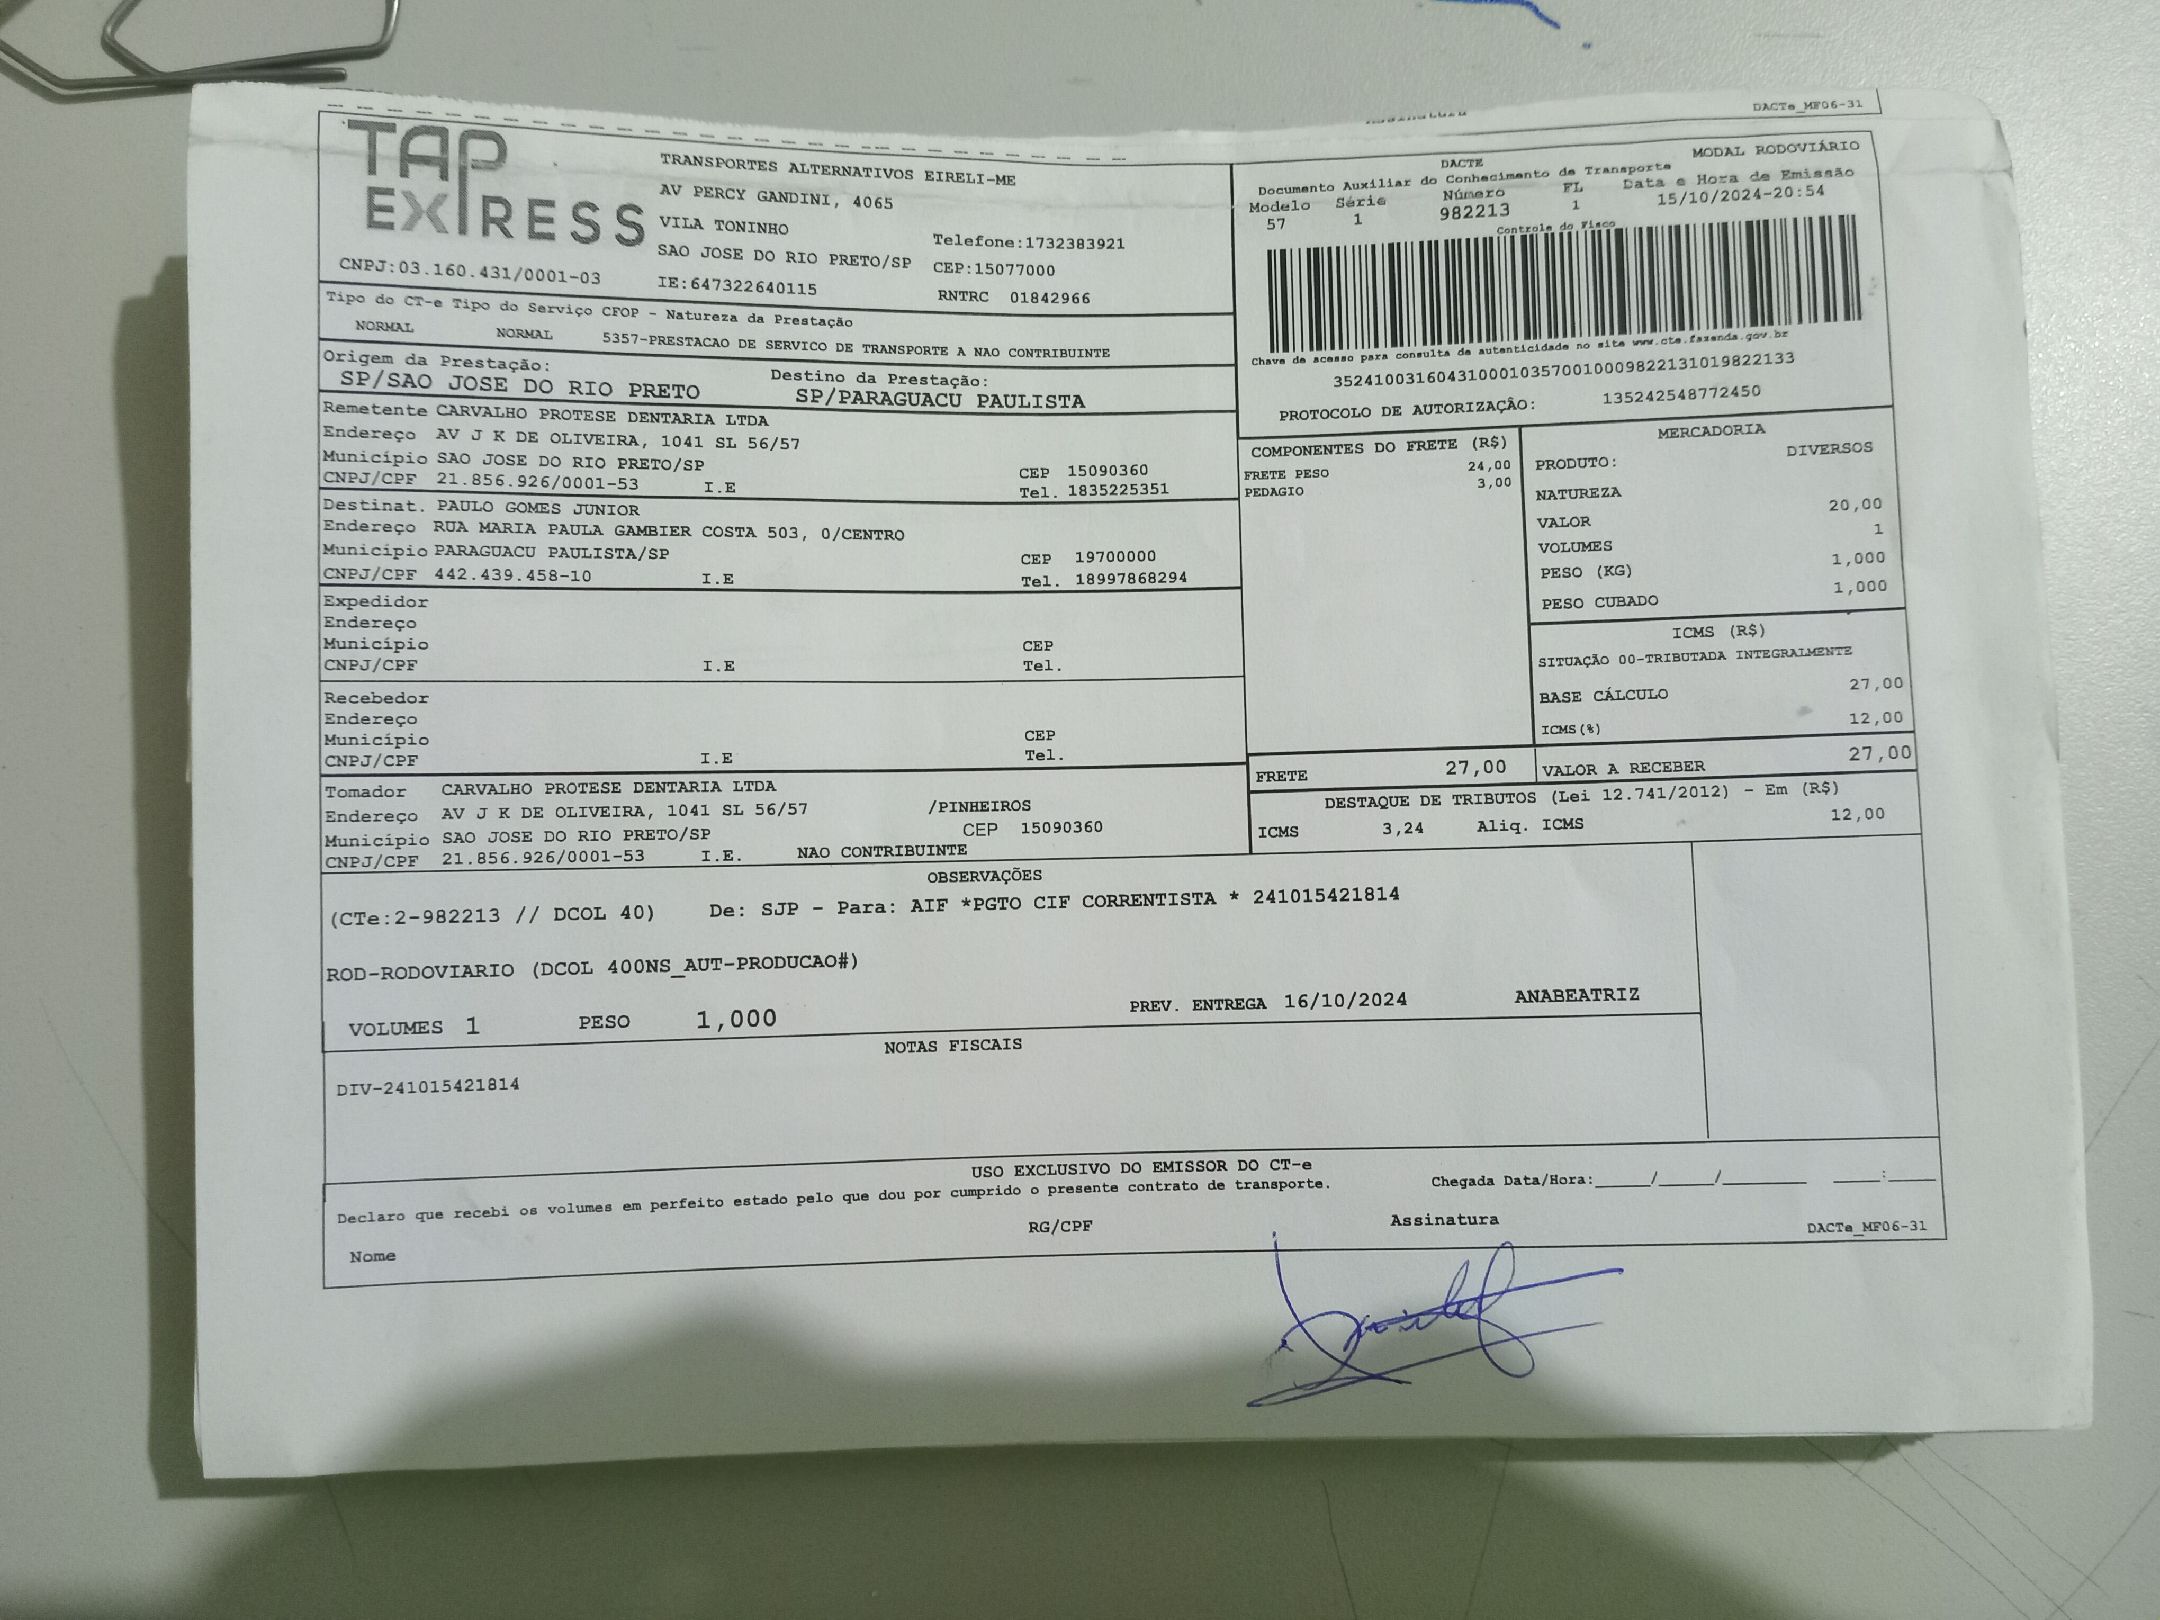 DACTe_MF06-31
TAP EXPRESS
TRANSPORTES ALTERNATIVOS EIRELI-ME
AV PERCY GANDINI, 4065
VILA TONINHO
Telefone:1732383921
SAO JOSE DO RIO PRETO/SP CEP:15077000
CNPJ:03.160.431/0001-03 IE:647322640115 RNTRC 01842966
DACTE MODAL RODOVIÁRIO
Documento Auxiliar do Conhecimento de Transporte
Modelo Série Número FL Data e Hora de Emissão
57 1 982213 1 15/10/2024-20:54
Controle do Fisco
Chave de acesso para consulta de autenticidade no site www.cte.fazenda.gov.br
35241003160431000103570010009822131019822133
PROTOCOLO DE AUTORIZAÇÃO: 135242548772450
Tipo do CT-e Tipo do Serviço CFOP - Natureza da Prestação
NORMAL NORMAL 5357-PRESTACAO DE SERVICO DE TRANSPORTE A NAO CONTRIBUINTE
Origem da Prestação: Destino da Prestação:
SP/SAO JOSE DO RIO PRETO SP/PARAGUACU PAULISTA
Remetente CARVALHO PROTESE DENTARIA LTDA
Endereço AV J K DE OLIVEIRA, 1041 SL 56/57
Município SAO JOSE DO RIO PRETO/SP CEP 15090360
CNPJ/CPF 21.856.926/0001-53 I.E Tel. 1835225351
Destinat. PAULO GOMES JUNIOR
Endereço RUA MARIA PAULA GAMBIER COSTA 503, 0/CENTRO
Município PARAGUACU PAULISTA/SP CEP 19700000
CNPJ/CPF 442.439.458-10 I.E Tel. 18997868294
Expedidor
Endereço
Município CEP
CNPJ/CPF I.E Tel.
Recebedor
Endereço
Município CEP
CNPJ/CPF I.E Tel.
Tomador CARVALHO PROTESE DENTARIA LTDA
Endereço AV J K DE OLIVEIRA, 1041 SL 56/57 /PINHEIROS
Município SAO JOSE DO RIO PRETO/SP CEP 15090360
CNPJ/CPF 21.856.926/0001-53 I.E. NAO CONTRIBUINTE
COMPONENTES DO FRETE (R$)
FRETE PESO 24,00
PEDAGIO 3,00
MERCADORIA
PRODUTO: DIVERSOS
NATUREZA
VALOR 20,00
VOLUMES 1
PESO (KG) 1,000
PESO CUBADO 1,000
ICMS (R$)
SITUAÇÃO 00-TRIBUTADA INTEGRALMENTE
BASE CÁLCULO 27,00
ICMS(%) 12,00
FRETE 27,00 VALOR A RECEBER 27,00
DESTAQUE DE TRIBUTOS (Lei 12.741/2012) - Em (R$)
ICMS 3,24 Aliq. ICMS 12,00
OBSERVAÇÕES
(CTe:2-982213 // DCOL 40) De: SJP - Para: AIF *PGTO CIF CORRENTISTA * 241015421814
ROD-RODOVIARIO (DCOL 400NS_AUT-PRODUCAO#)
VOLUMES 1 PESO 1,000 PREV. ENTREGA 16/10/2024 ANABEATRIZ
NOTAS FISCAIS
DIV-241015421814
USO EXCLUSIVO DO EMISSOR DO CT-e
Declaro que recebi os volumes em perfeito estado pelo que dou por cumprido o presente contrato de transporte. Chegada Data/Hora:_____/_____/_______ ____:____
Nome RG/CPF Assinatura DACTe_MF06-31